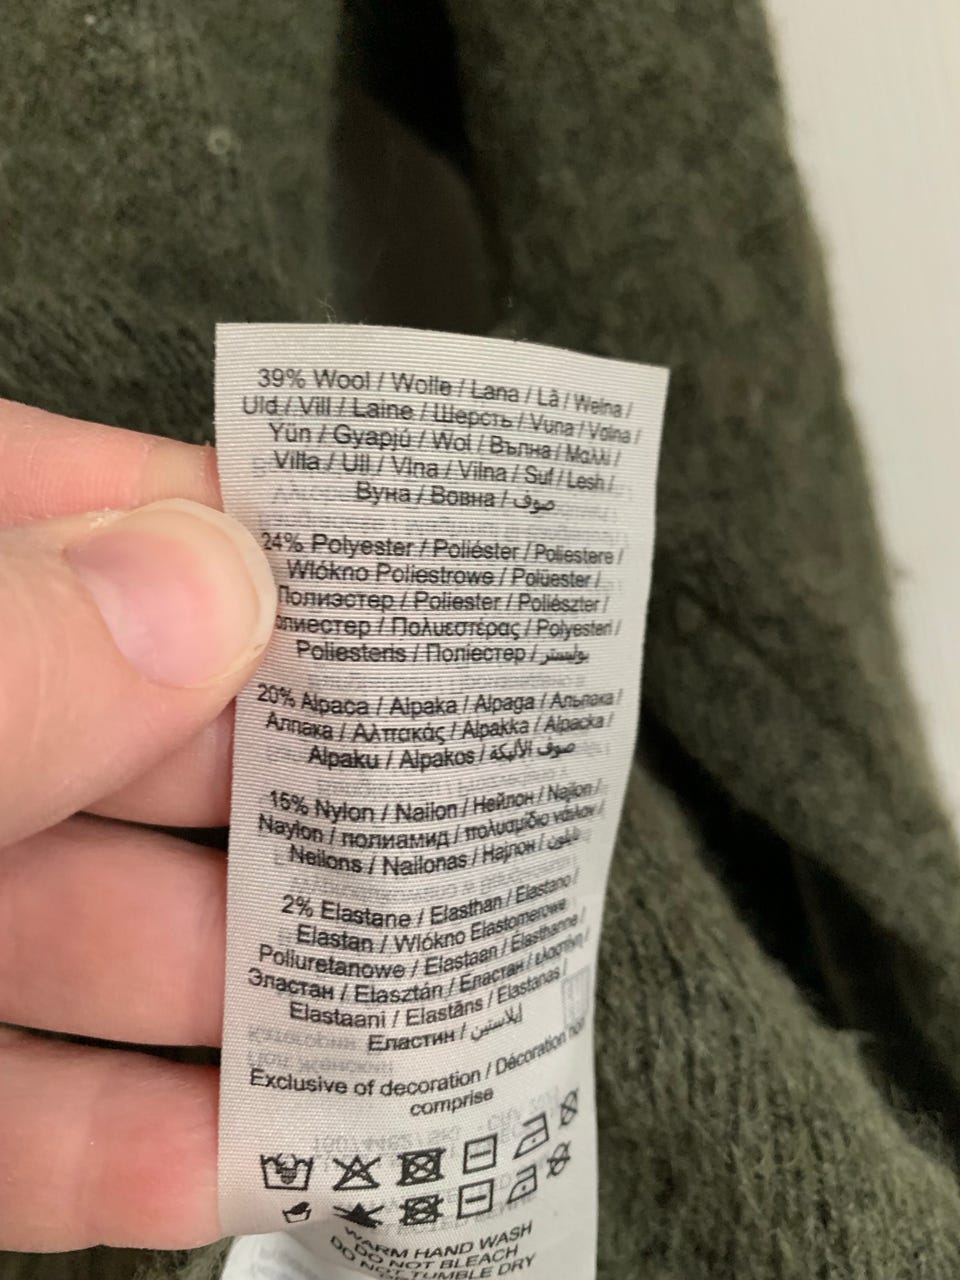 39% Wool / Wolle / Lana / Lã / Wełna /
Uld / Vill / Laine / Шерсть / Vuna / Volna /
Yün / Gyapjú / Wol / Вълна / Μαλλί /
Villa / Ull / Vlna / Vilna / Suf / Lesh /
Вуна / Вовна / صوف
24% Polyester / Poliéster / Poliestere /
Włókno Poliestrowe / Polüester /
Полиэстер / Poliester / Poliészter /
Полиестер / Πολυεστέρας / Polyesteri /
Poliesteris / Поліестер / بوليستر
20% Alpaca / Alpaka / Alpaga / Альпака /
Алпака / Αλπακάς / Alpakka / Alpacka /
Alpaku / Alpakos / صوف الألبكة
15% Nylon / Nailon / Нейлон / Najlon /
Naylon / полиамид / πολυαμίδιο νάιλον /
Neilons / Nailonas / Најлон / نايلون
2% Elastane / Elasthan / Elastano /
Elastan / Włókno Elastomerowe
Poliuretanowe / Elastaan / Elasthanne /
Эластан / Elasztán / Еластан / ελαστίνη /
Elastaani / Elastāns / Elastanas /
Еластин / إيلاستين
Exclusive of decoration / Décoration non
comprise
WARM HAND WASH
DO NOT BLEACH
DO NOT TUMBLE DRY